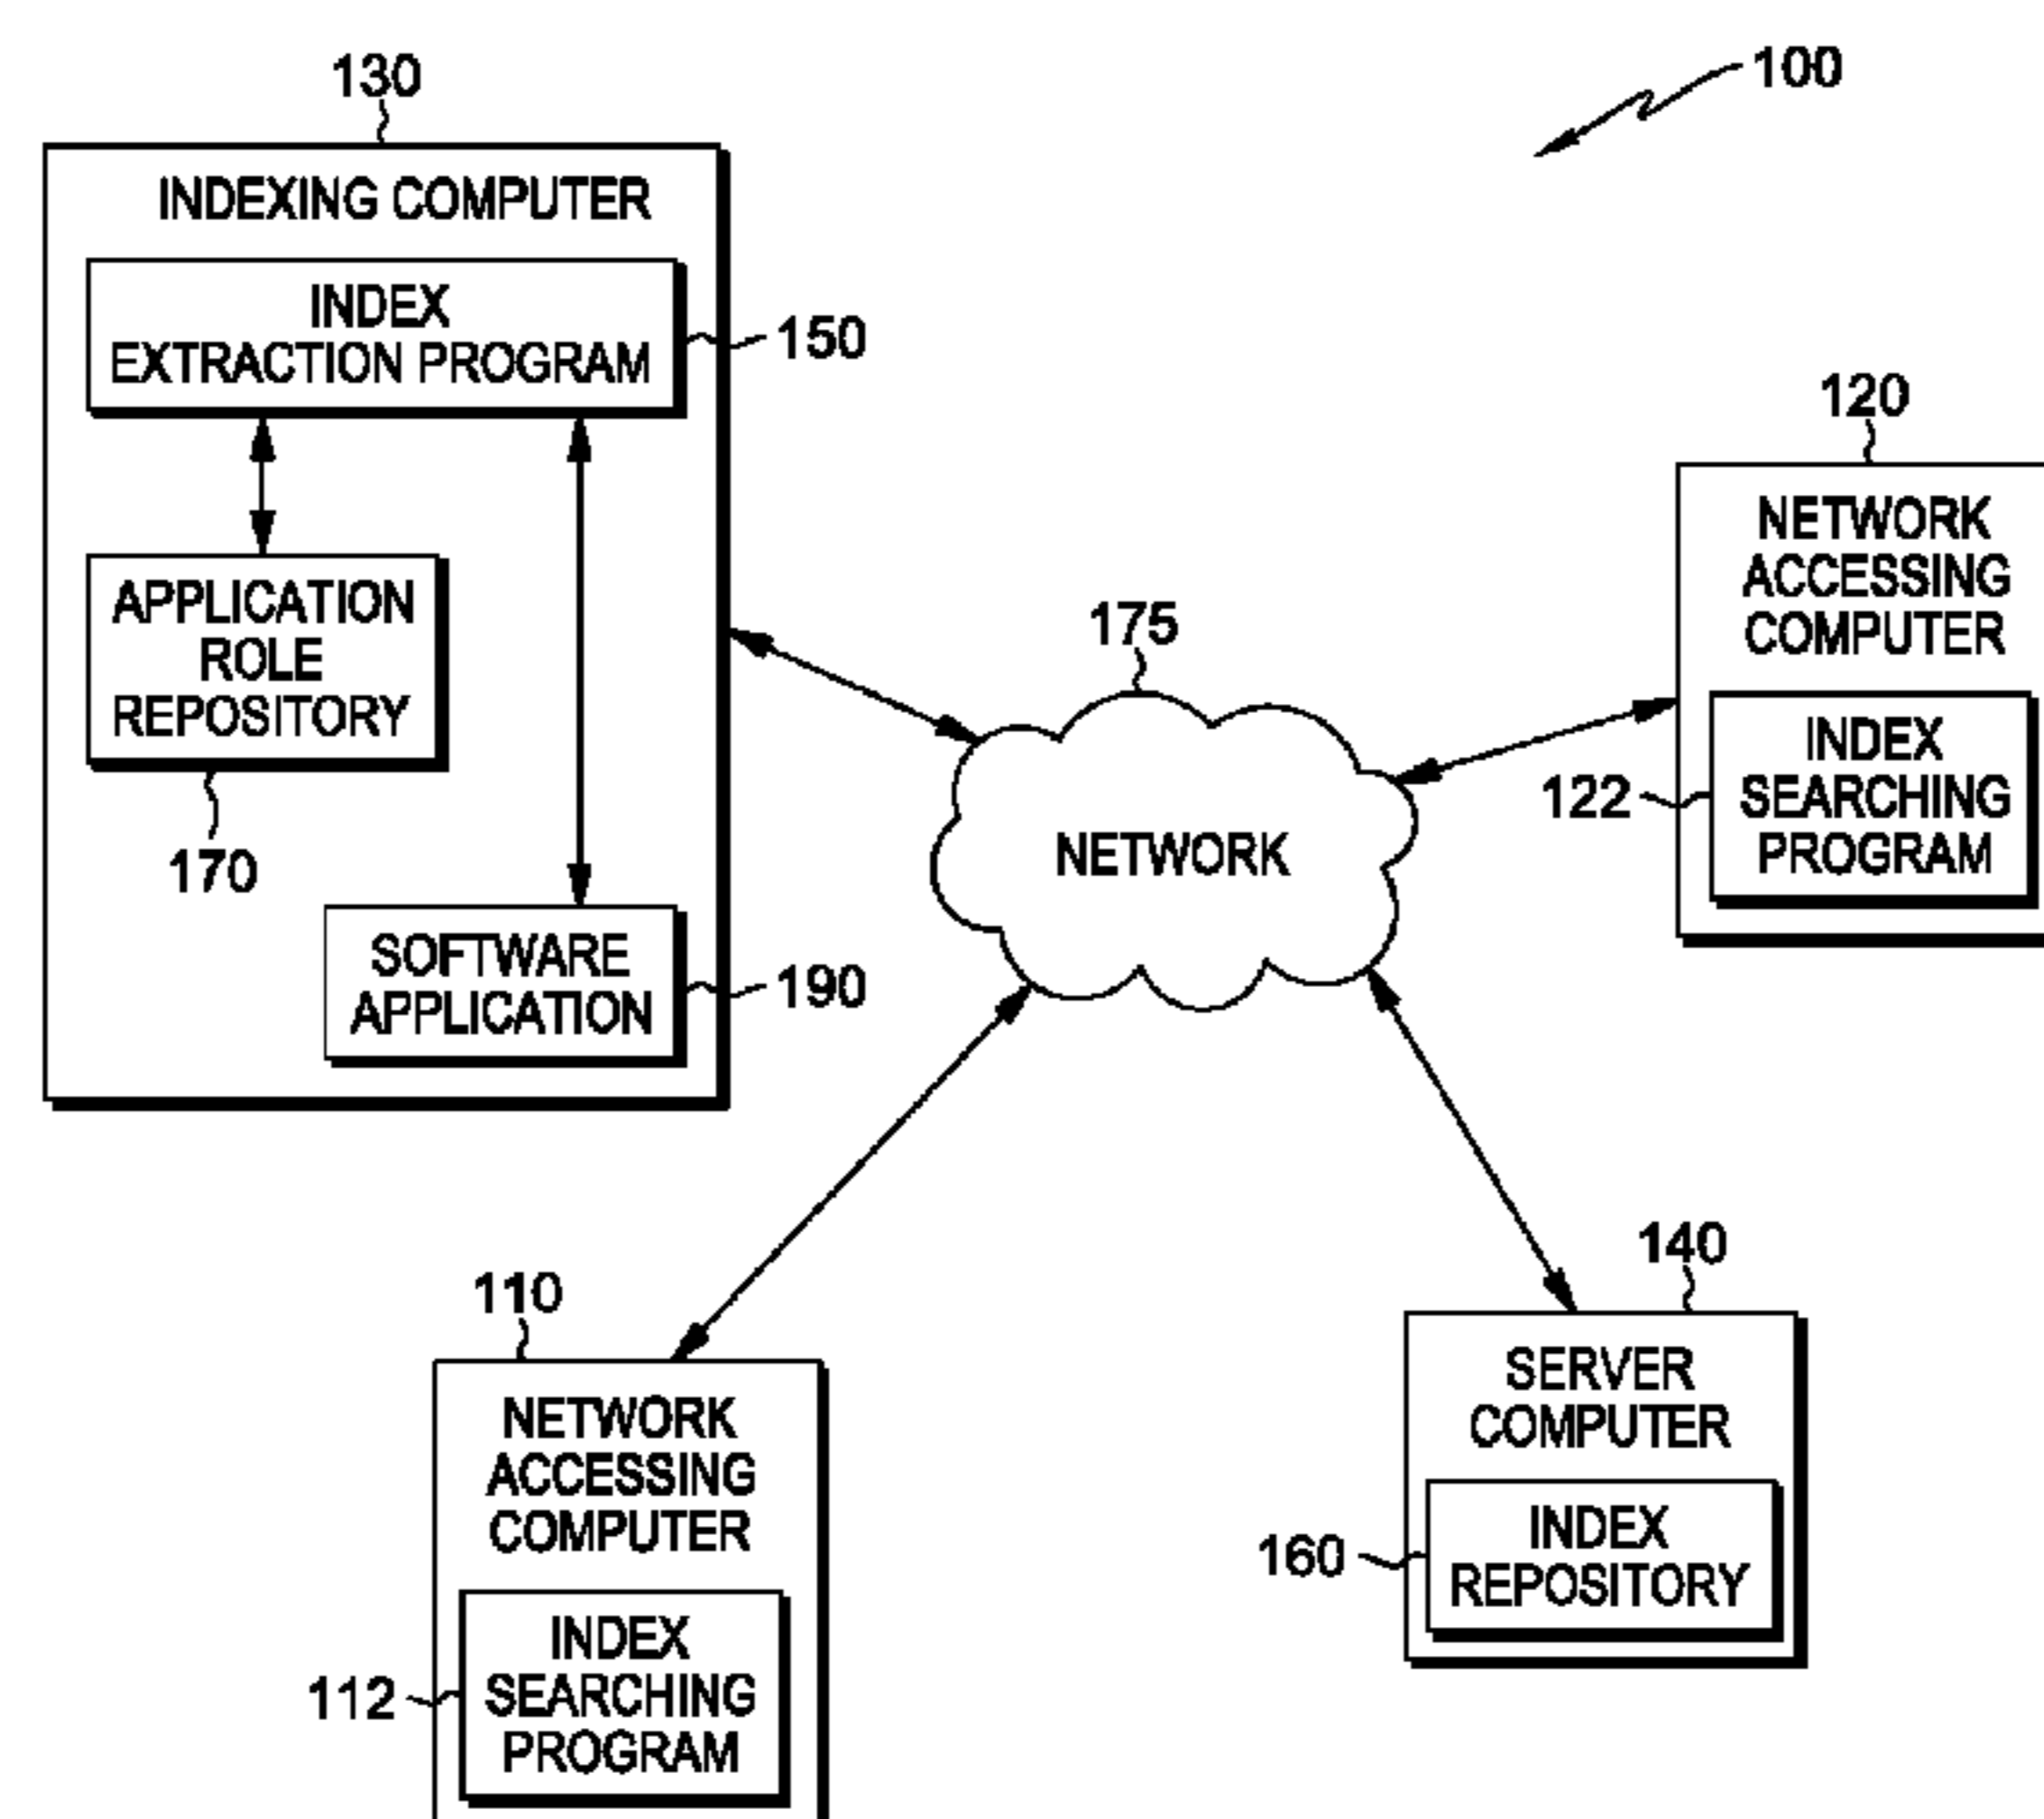 100
130
INDEXING COMPUTER
INDEX
EXTRACTION PROGRAM
150
APPLICATION
ROLE
REPOSITORY
170
SOFTWARE
APPLICATION
190
175
NETWORK
120
NETWORK
ACCESSING
COMPUTER
122
INDEX
SEARCHING
PROGRAM
110
NETWORK
ACCESSING
COMPUTER
112
INDEX
SEARCHING
PROGRAM
140
SERVER
COMPUTER
160
INDEX
REPOSITORY